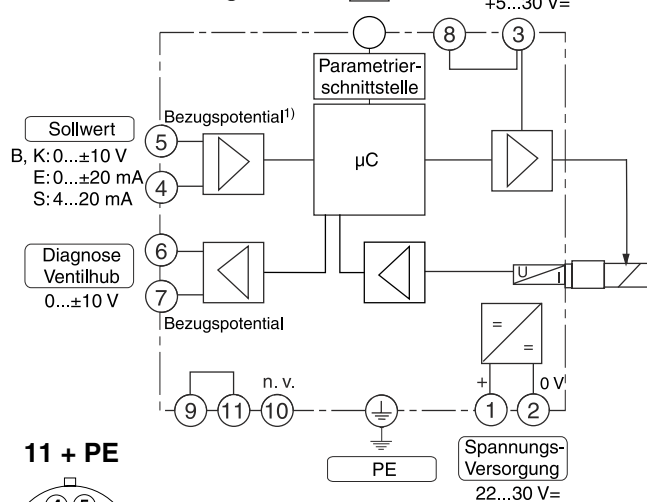 +5...30 V=
8
3
Parametrier-
schnittstelle
Bezugspotential¹⁾
Sollwert
5
B, K: 0...±10 V
E: 0...±20 mA
4
S: 4...20 mA
µC
6
Diagnose
Ventilhub
7
0...±10 V
Bezugspotential
U
I
=
=
n. v.
+
0 V
9
11
10
1
2
11 + PE
PE
Spannungs-
Versorgung
22...30 V=
4 5